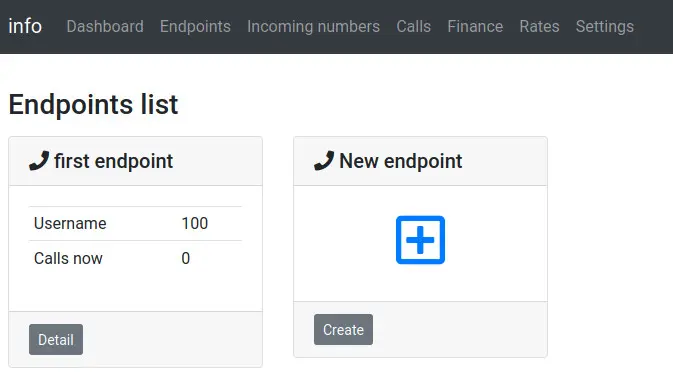 info Dashboard Endpoints Incoming numbers Calls Finance Rates Settings
Endpoints list
first endpoint
Username 100
Calls now 0
Detail
New endpoint
Create